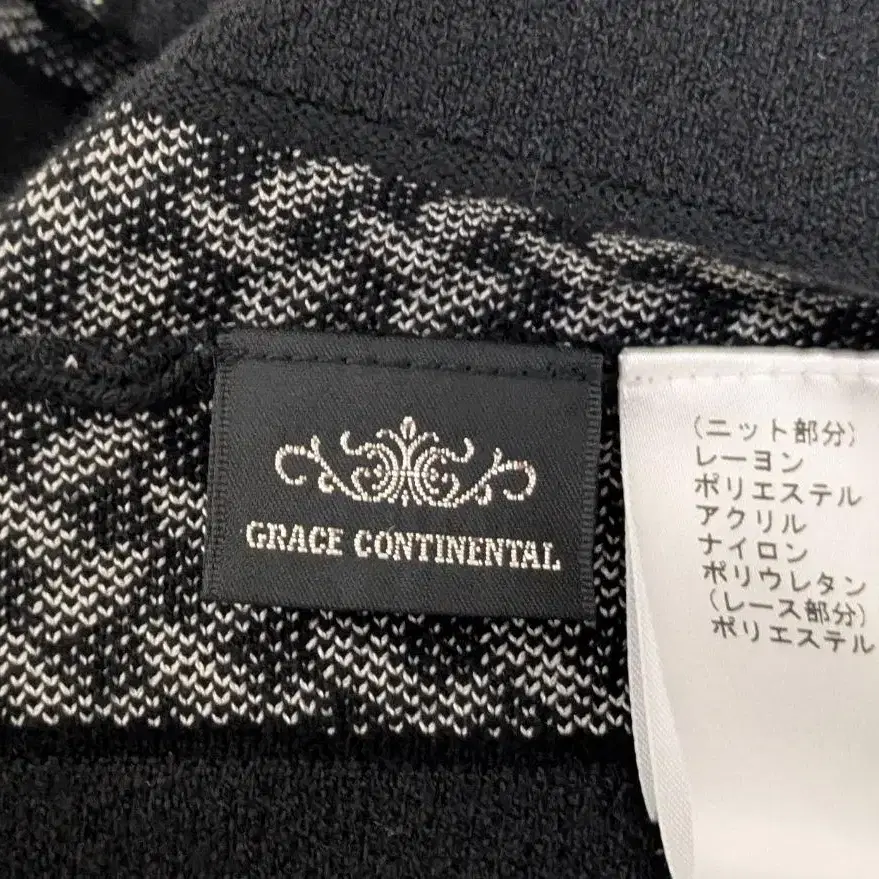 GRACE CONTINENTAL
(ニット部分)
レーヨン
ポリエステル
アクリル
ナイロン
ポリウレタン
(レース部分)
ポリエステル